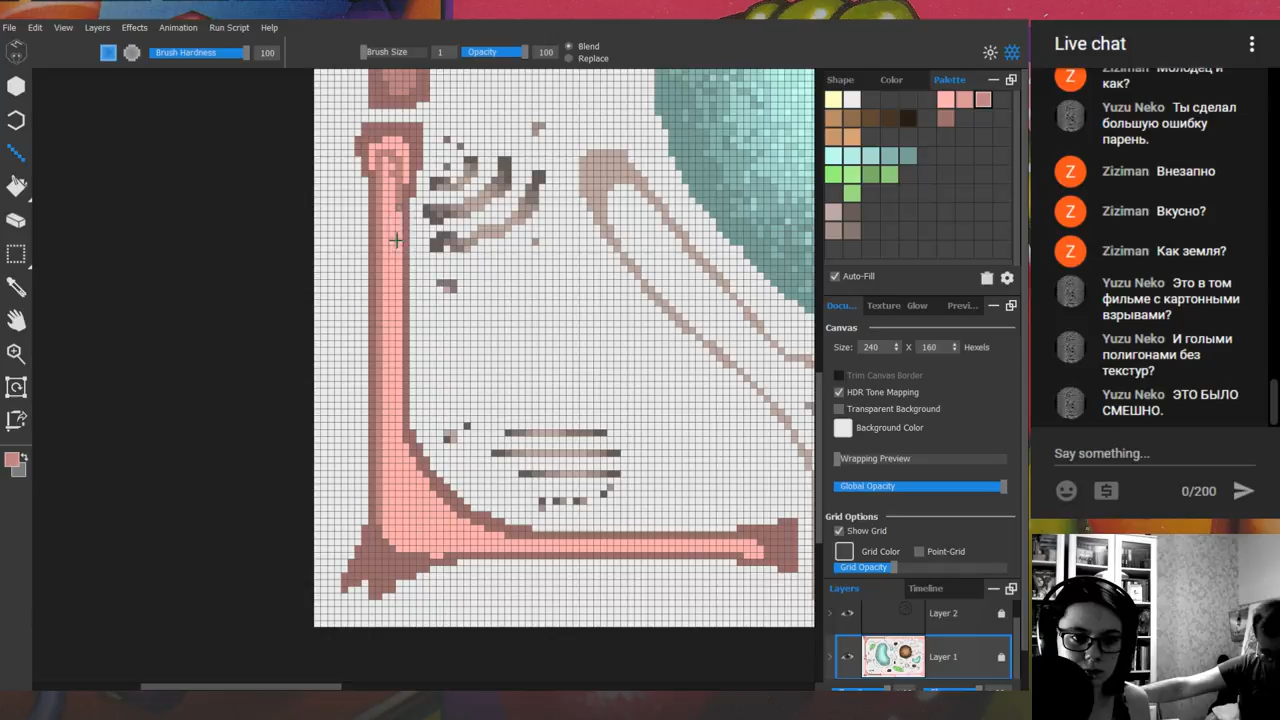 File Edit View Layers Effects Animation Run Script Help
Brush Hardness 100 Brush Size 1 Opacity 100 Blend
Replace
Shape Color Palette
Auto-Fill
Docu... Texture Glow Previ...
Canvas
Size: 240 X 160 Hexels
Trim Canvas Border
HDR Tone Mapping
Transparent Background
Background Color
Wrapping Preview
Global Opacity
Grid Options
Show Grid
Grid Color Point-Grid
Grid Opacity
Layers Timeline
Layer 2
Layer 1
Live chat
Z Ziziman Молодец и
как?
Yuzu Neko Ты сделал
большую ошибку
парень.
Z Ziziman Внезапно
Z Ziziman Вкусно?
Z Ziziman Как земля?
Yuzu Neko Это в том
фильме с картонными
взрывами?
Yuzu Neko И голыми
полигонами без
текстур?
Yuzu Neko ЭТО БЫЛО
СМЕШНО.
Say something...
0/200